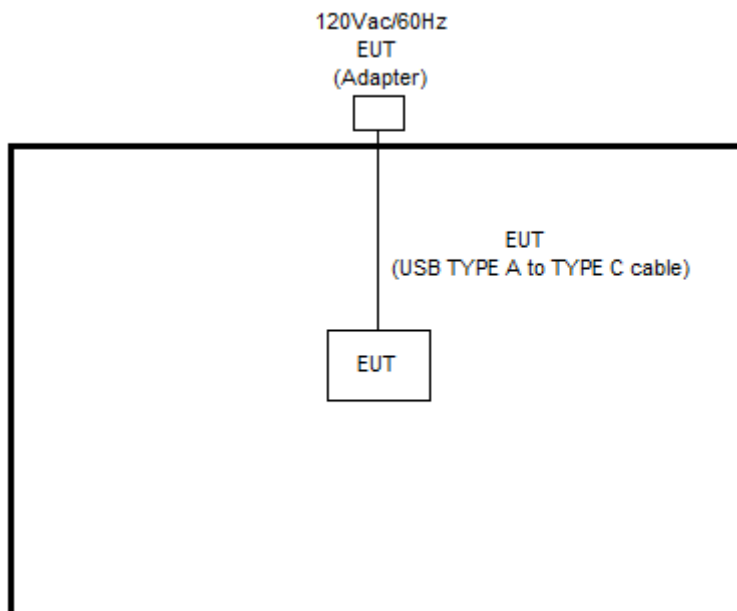 120Vac/60Hz
EUT
(Adapter)
EUT
(USB TYPE A to TYPE C cable)
EUT